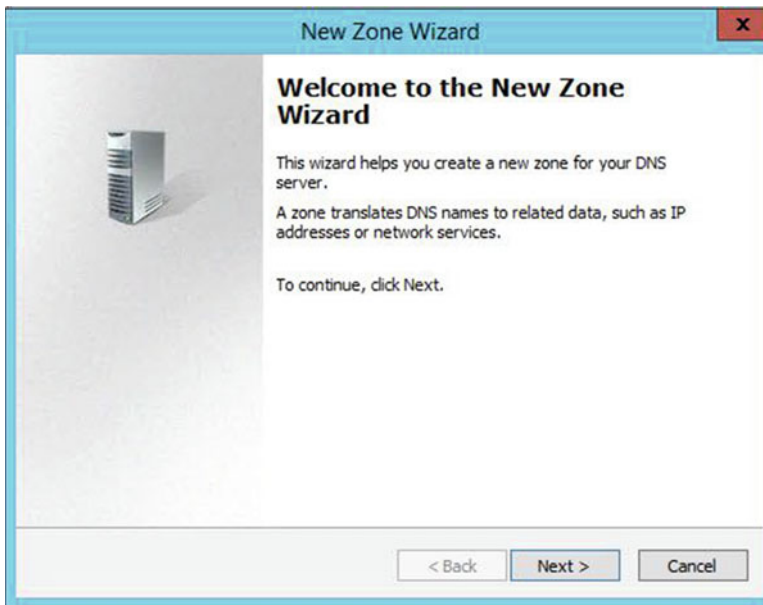 New Zone Wizard
x
Welcome to the New Zone
Wizard
This wizard helps you create a new zone for your DNS
server.
A zone translates DNS names to related data, such as IP
addresses or network services.
To continue, click Next.
< Back
Next >
Cancel